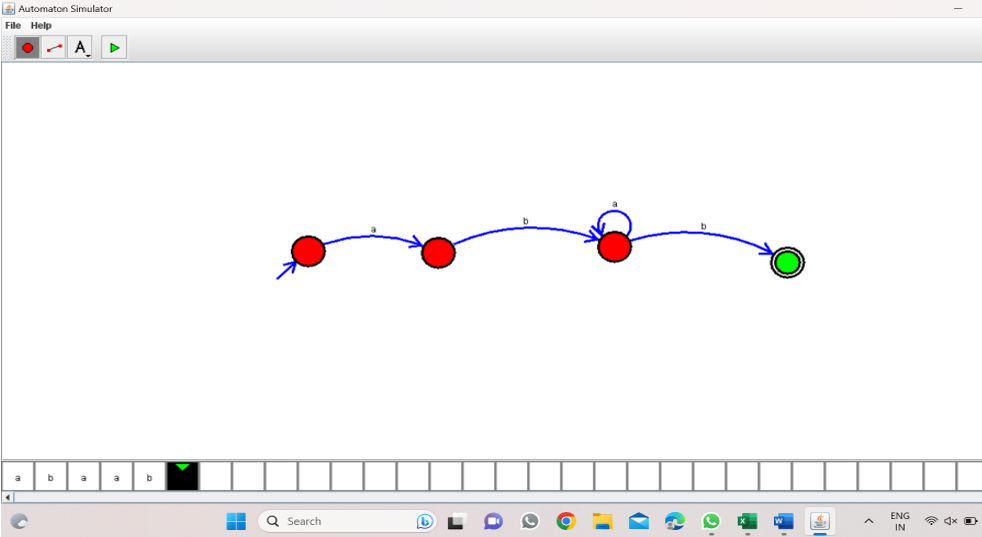 Automaton Simulator
File Help
A
a
b
a
b
a b a a b
Search
ENG
IN